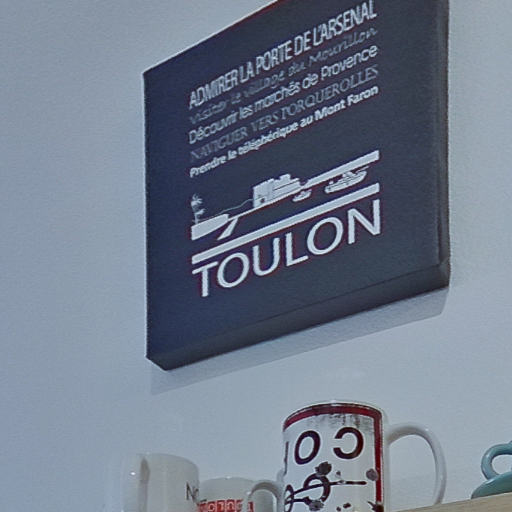 ADMIRER LA PORTE DE L'ARSENAL
Visiter le village du Mourillon
Découvrir les marchés de Provence
NAVIGUER VERS PORQUEROLLES
Prendre le téléphérique au Mont Faron
TOULON